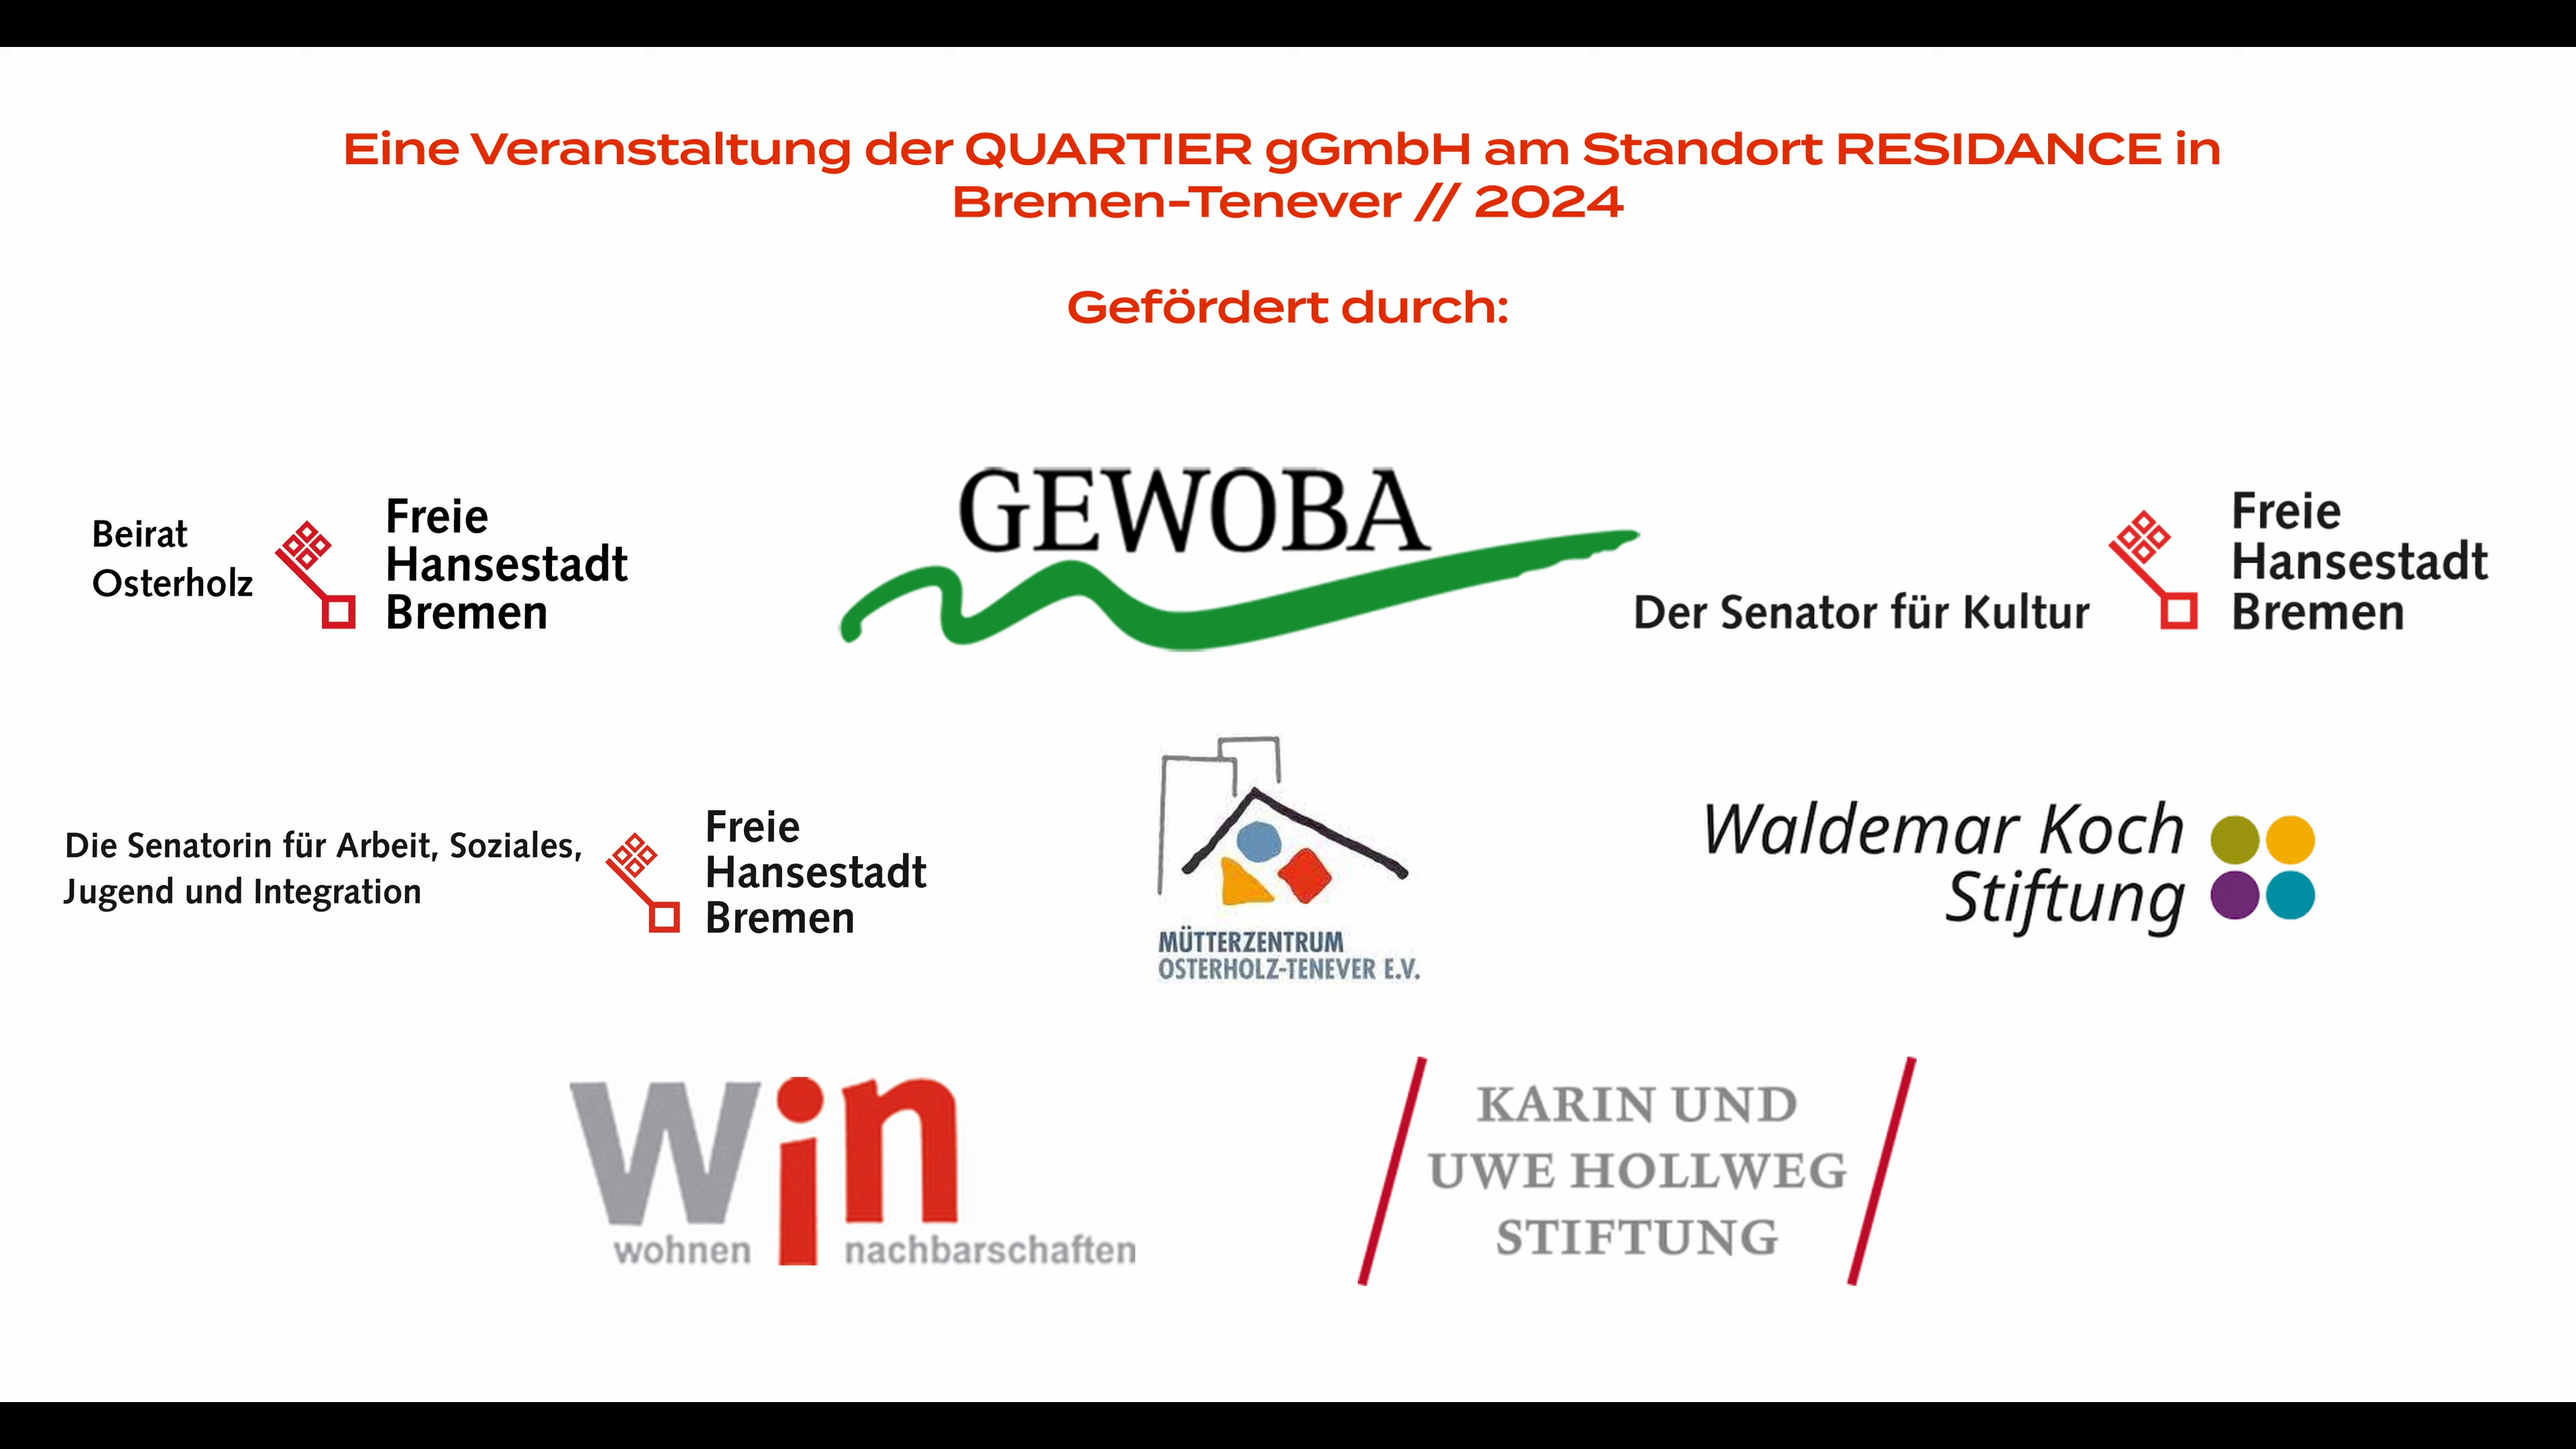 Eine Veranstaltung der QUARTIER gGmbH am Standort RESIDANCE in
Bremen-Tenever // 2024
Gefördert durch:
Beirat
Osterholz
Freie
Hansestadt
Bremen
GEWOBA
Der Senator für Kultur
Freie
Hansestadt
Bremen
Die Senatorin für Arbeit, Soziales,
Jugend und Integration
Freie
Hansestadt
Bremen
MÜTTERZENTRUM
OSTERHOLZ-TENEVER E.V.
Waldemar Koch
Stiftung
win
wohnen nachbarschaften
KARIN UND
UWE HOLLWEG
STIFTUNG